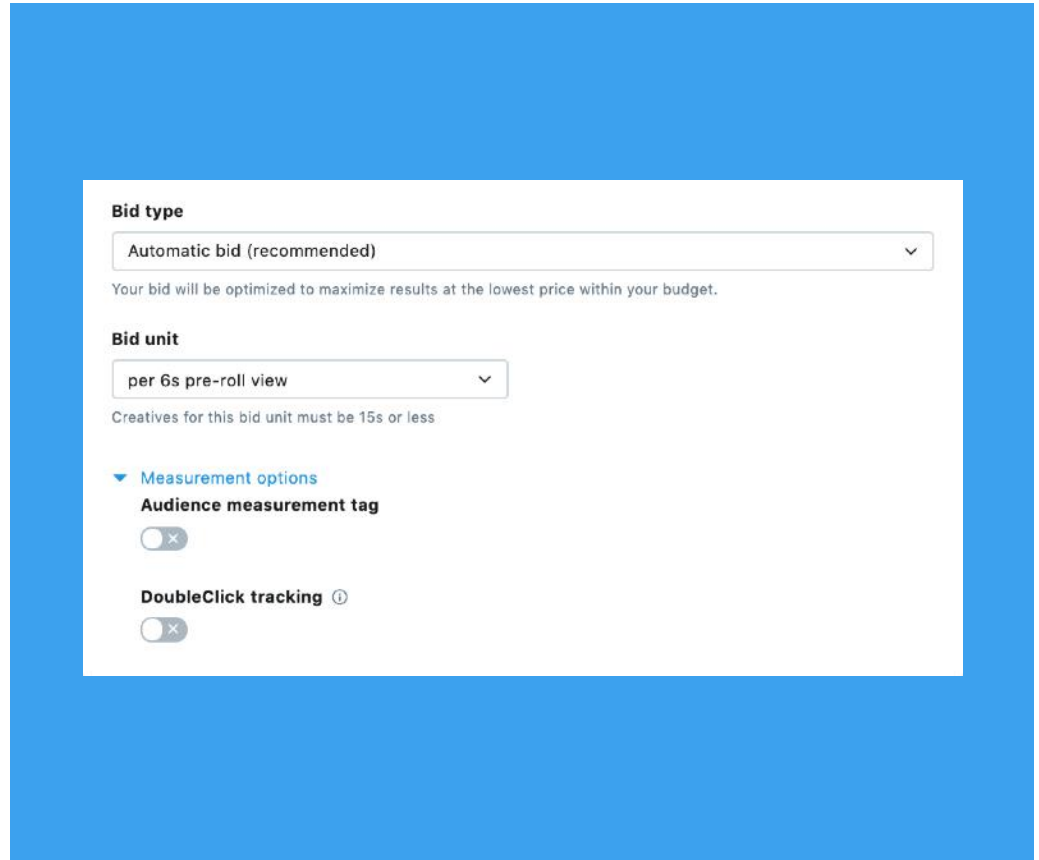 Bid type
Automatic bid (recommended)
Your bid will be optimized to maximize results at the lowest price within your budget.
Bid unit
per 6s pre-roll view
Creatives for this bid unit must be 15s or less
Measurement options
Audience measurement tag
DoubleClick tracking